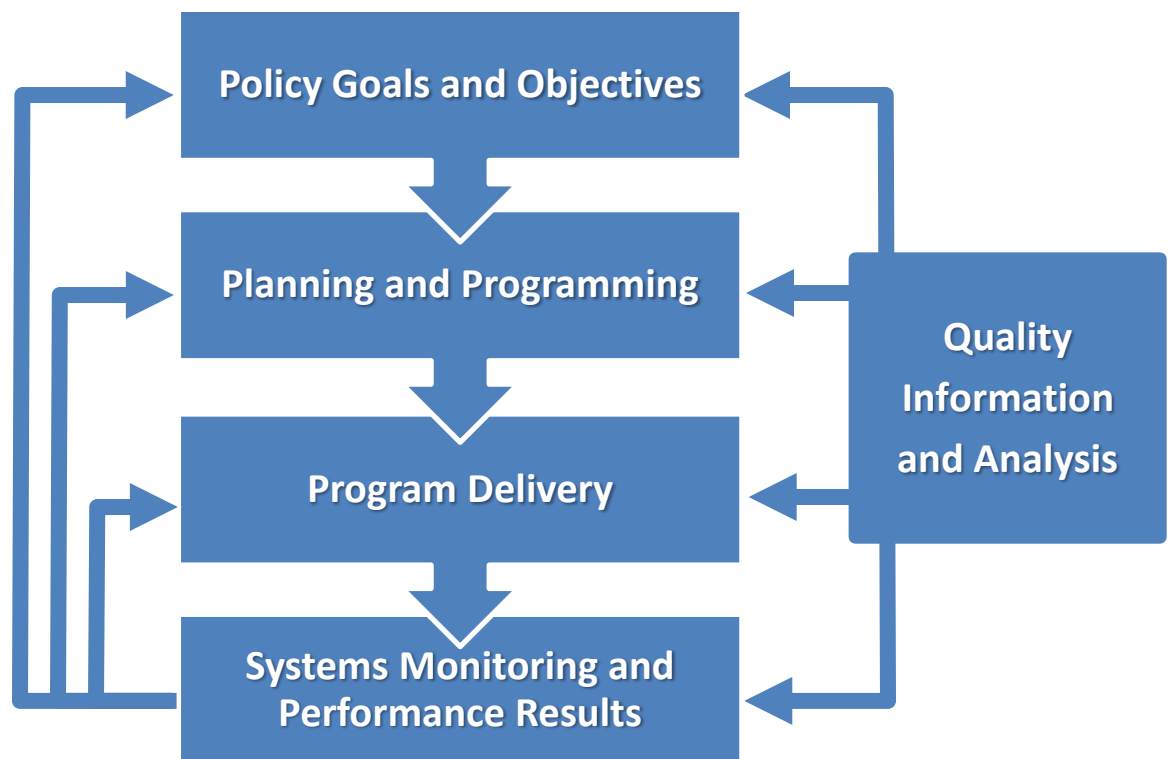 Policy Goals and Objectives
Planning and Programming
Quality
Information
and Analysis
Program Delivery
Systems Monitoring and
Performance Results